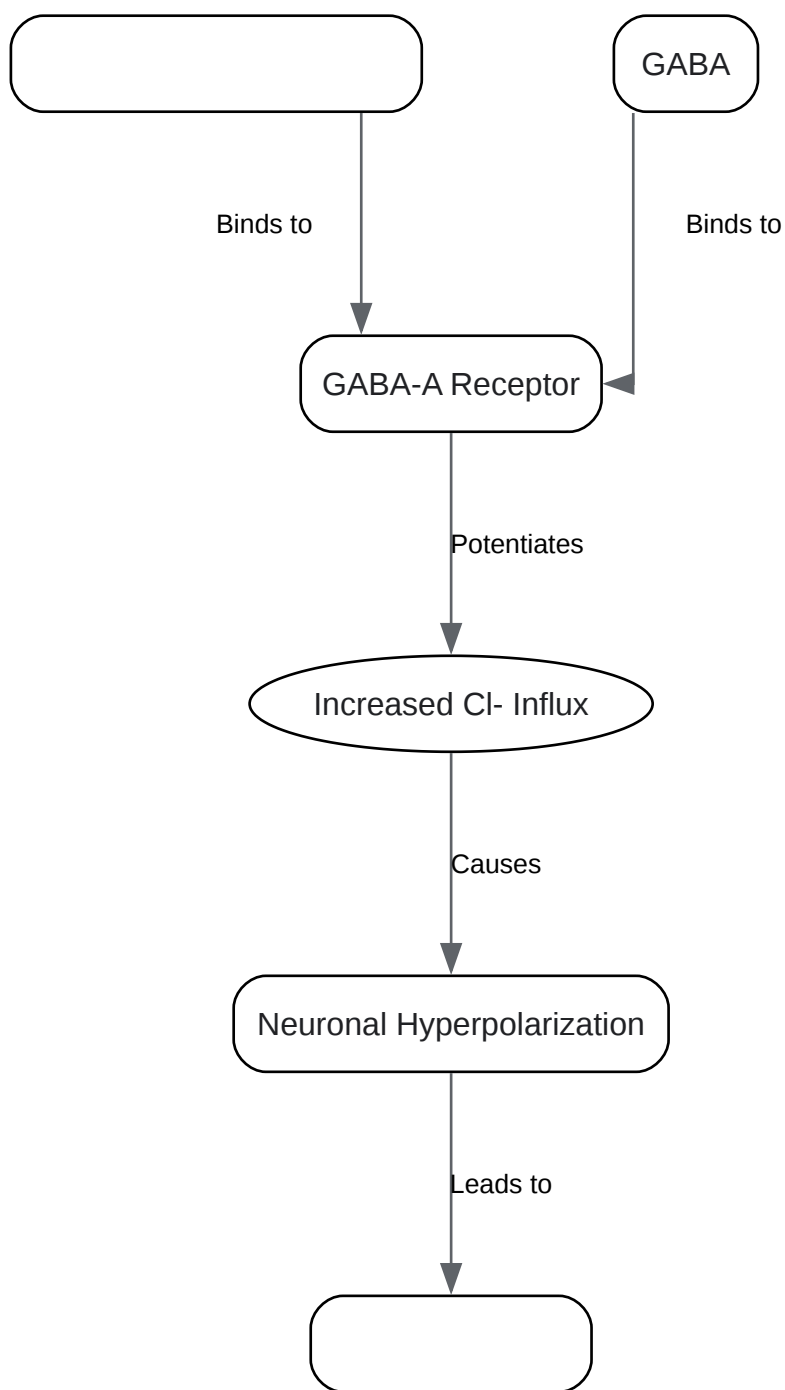 GABA
Binds to
Binds to
GABA-A Receptor
Potentiates
Increased Cl- Influx
Causes
Neuronal Hyperpolarization
Leads to